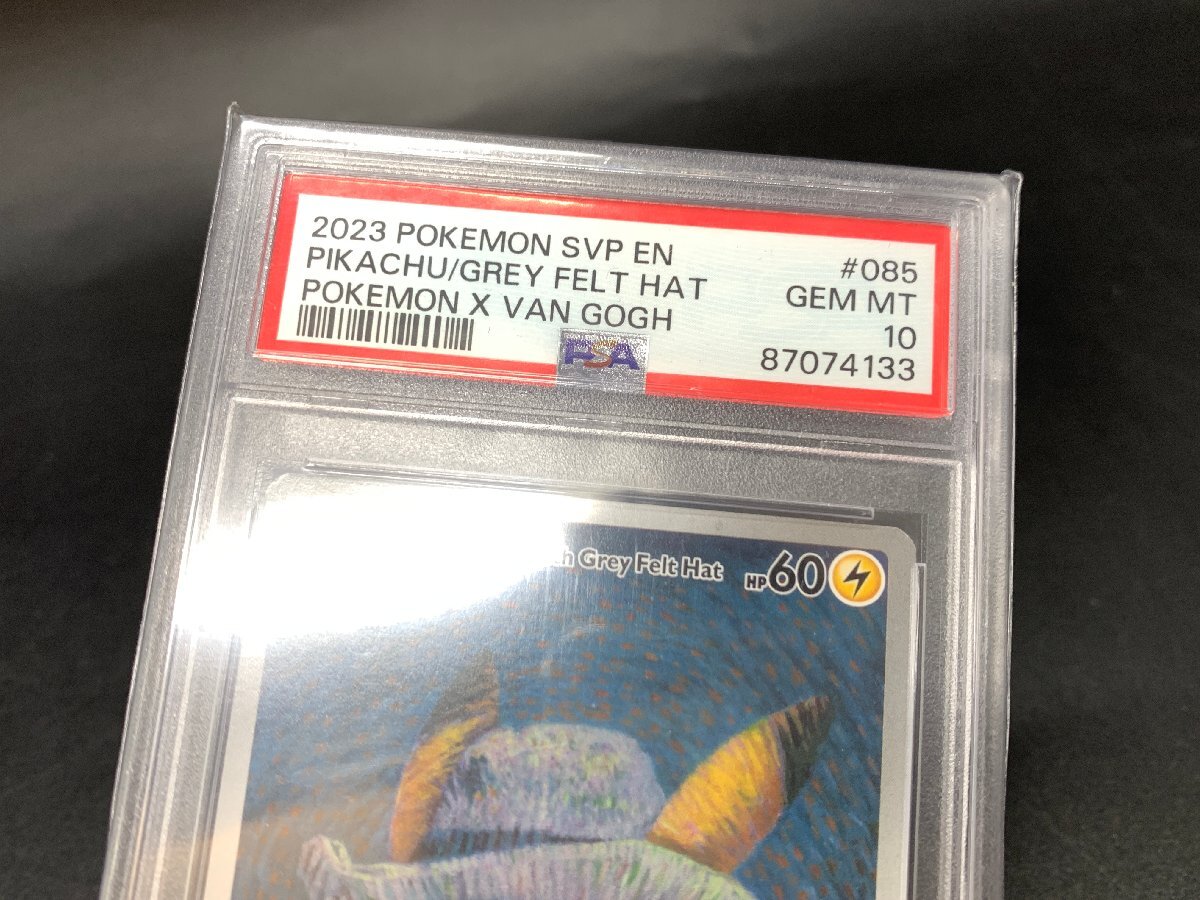 2023 POKEMON SVP EN
#085
PIKACHU/GREY FELT HAT
GEM MT
POKEMON X VAN GOGH
10
PSA
87074133
Grey Felt Hat
HP60